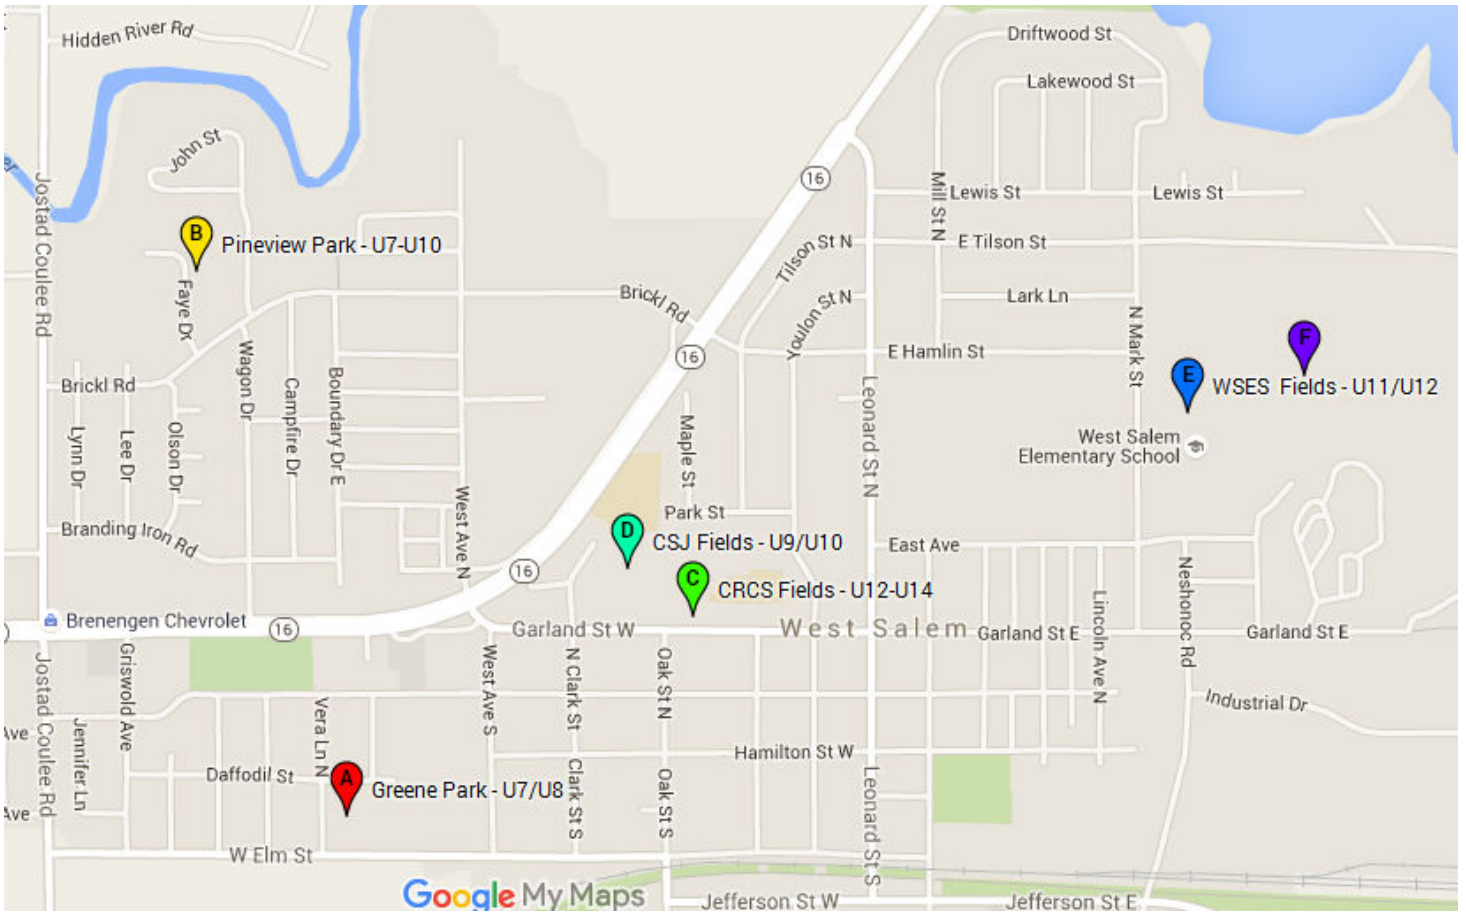 Hidden River Rd
Driftwood St
Lakewood St
John St
16
Jostad Coulee Rd
Mill St N
Lewis St
Lewis St
B
Pineview Park - U7-U10
Tilson St N
E Tilson St
Faye Dr
Brickl Rd
Youlon St N
Lark Ln
N Mark St
F
16
E Hamlin St
Wagon Dr
Brickl Rd
Campfire Dr
Boundary Dr E
Leonard St N
E
WSES Fields - U11/U12
Lynn Dr
Lee Dr
Olson Dr
Maple St
West Salem
Elementary School
West Ave N
Park St
Branding Iron Rd
D
CSJ Fields - U9/U10
East Ave
16
C
CRCS Fields - U12-U14
Neshonoc Rd
Lincoln Ave N
Brenengen Chevrolet
16
Garland St W
West Salem
Garland St E
Garland St E
Jostad Coulee Rd
Griswold Ave
West Ave S
N Clark St
Oak St N
Industrial Dr
Jennifer Ln
Vera Ln N
Ave
Hamilton St W
Daffodil St
A
Greene Park - U7/U8
Clark St S
Oak St S
Leonard St S
Ave
W Elm St
Google My Maps
Jefferson St W
Jefferson St E